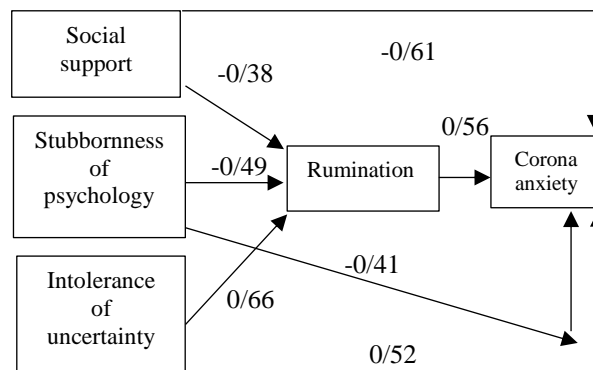 Social
support
-0/61
-0/38
0/56
Stubbornness
of
psychology
-0/49
Rumination
Corona
anxiety
-0/41
Intolerance
of
uncertainty
0/66
0/52